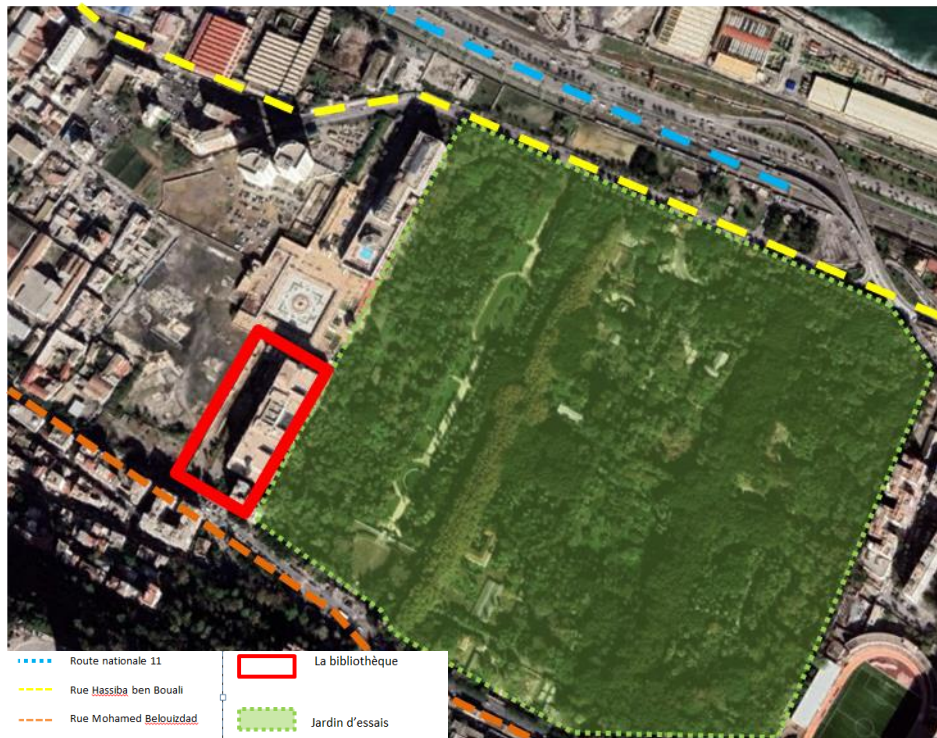 Route nationale 11
Rue Hassiba ben Bouali
Rue Mohamed Belouizdad
La bibliothèque
Jardin d'essais